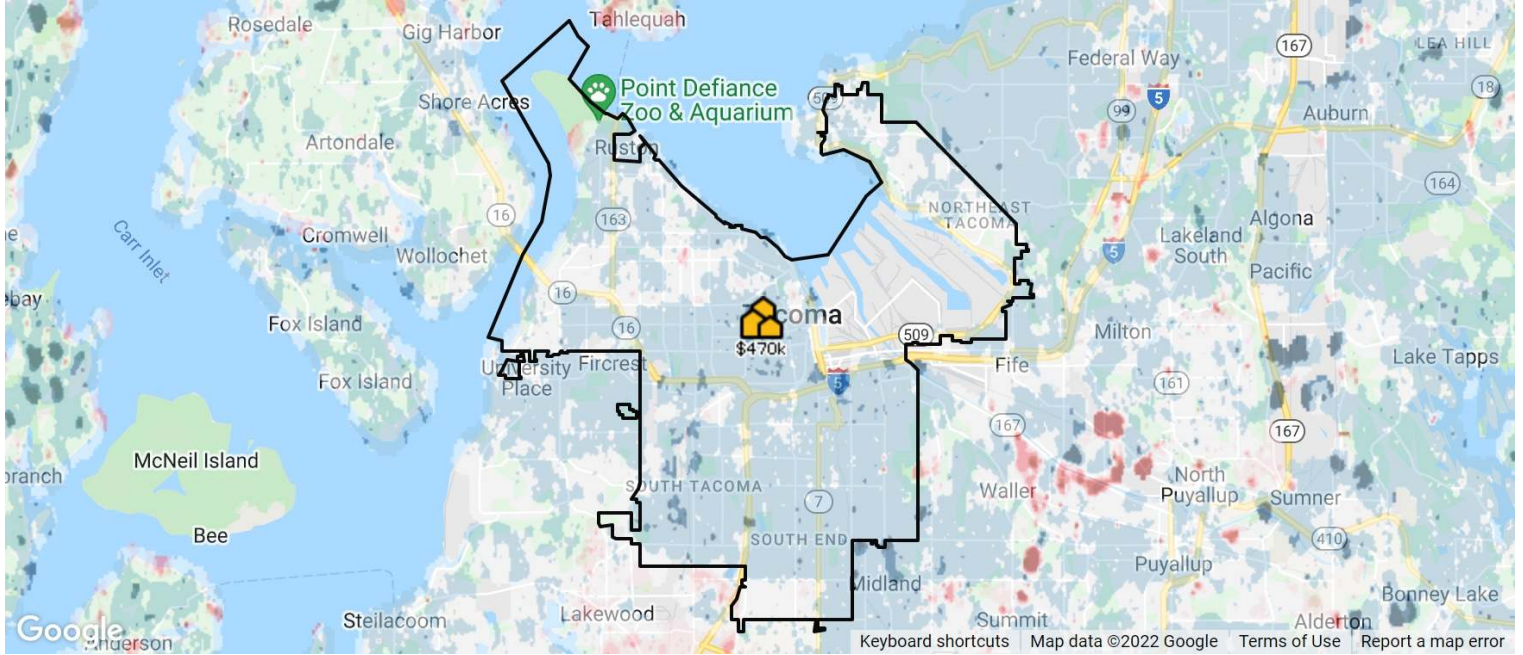 Rosedale
Gig Harbor
Tahlequah
167
LEA HILL
Federal Way
Point Defiance
Zoo & Aquarium
Shore Acres
5
18
509
99
Auburn
Artondale
Ruston
164
16
163
NORTHEAST
TACOMA
Algona
Carr Inlet
Cromwell
Wollochet
5
Lakeland
South
Pacific
16
Fox Island
16
coma
509
Milton
$470k
University
Place
Fircrest
Fife
Lake Tapps
Fox Island
5
161
167
167
McNeil Island
SOUTH TACOMA
7
Waller
North
Puyallup
Sumner
Bee
SOUTH END
410
Puyallup
Midland
Bonney Lake
Steilacoom
Lakewood
Summit
Alderton
Google
Anderson
Keyboard shortcuts
Map data ©2022 Google
Terms of Use
Report a map error